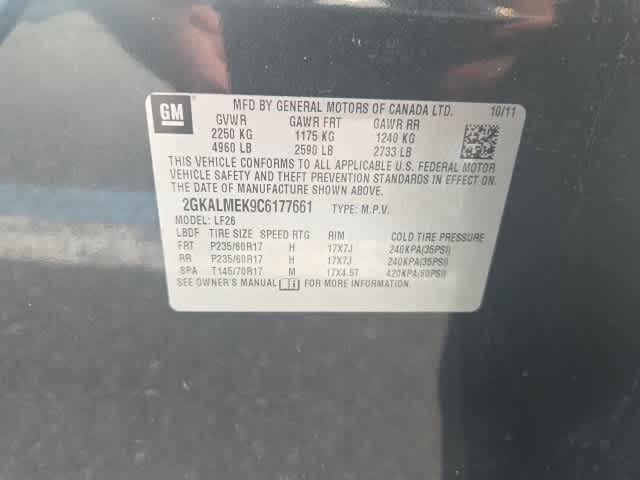 GM
MFD BY GENERAL MOTORS OF CANADA LTD. 10/11
GVWR GAWR FRT GAWR RR
2250 KG 1175 KG 1240 KG
4960 LB 2590 LB 2733 LB
THIS VEHICLE CONFORMS TO ALL APPLICABLE U.S. FEDERAL MOTOR
VEHICLE SAFETY AND THEFT PREVENTION STANDARDS IN EFFECT ON
THE DATE OF MANUFACTURE SHOWN ABOVE.
2GKALMEK9C6177661 TYPE: M.P.V.
MODEL: LF26
LBDF TIRE SIZE SPEED RTG RIM COLD TIRE PRESSURE
FRT P235/60R17 H 17X7J 240KPA(35PSI)
RR P235/60R17 H 17X7J 240KPA(35PSI)
SPA T145/70R17 M 17X4.5T 420KPA(60PSI)
SEE OWNER'S MANUAL FOR MORE INFORMATION.